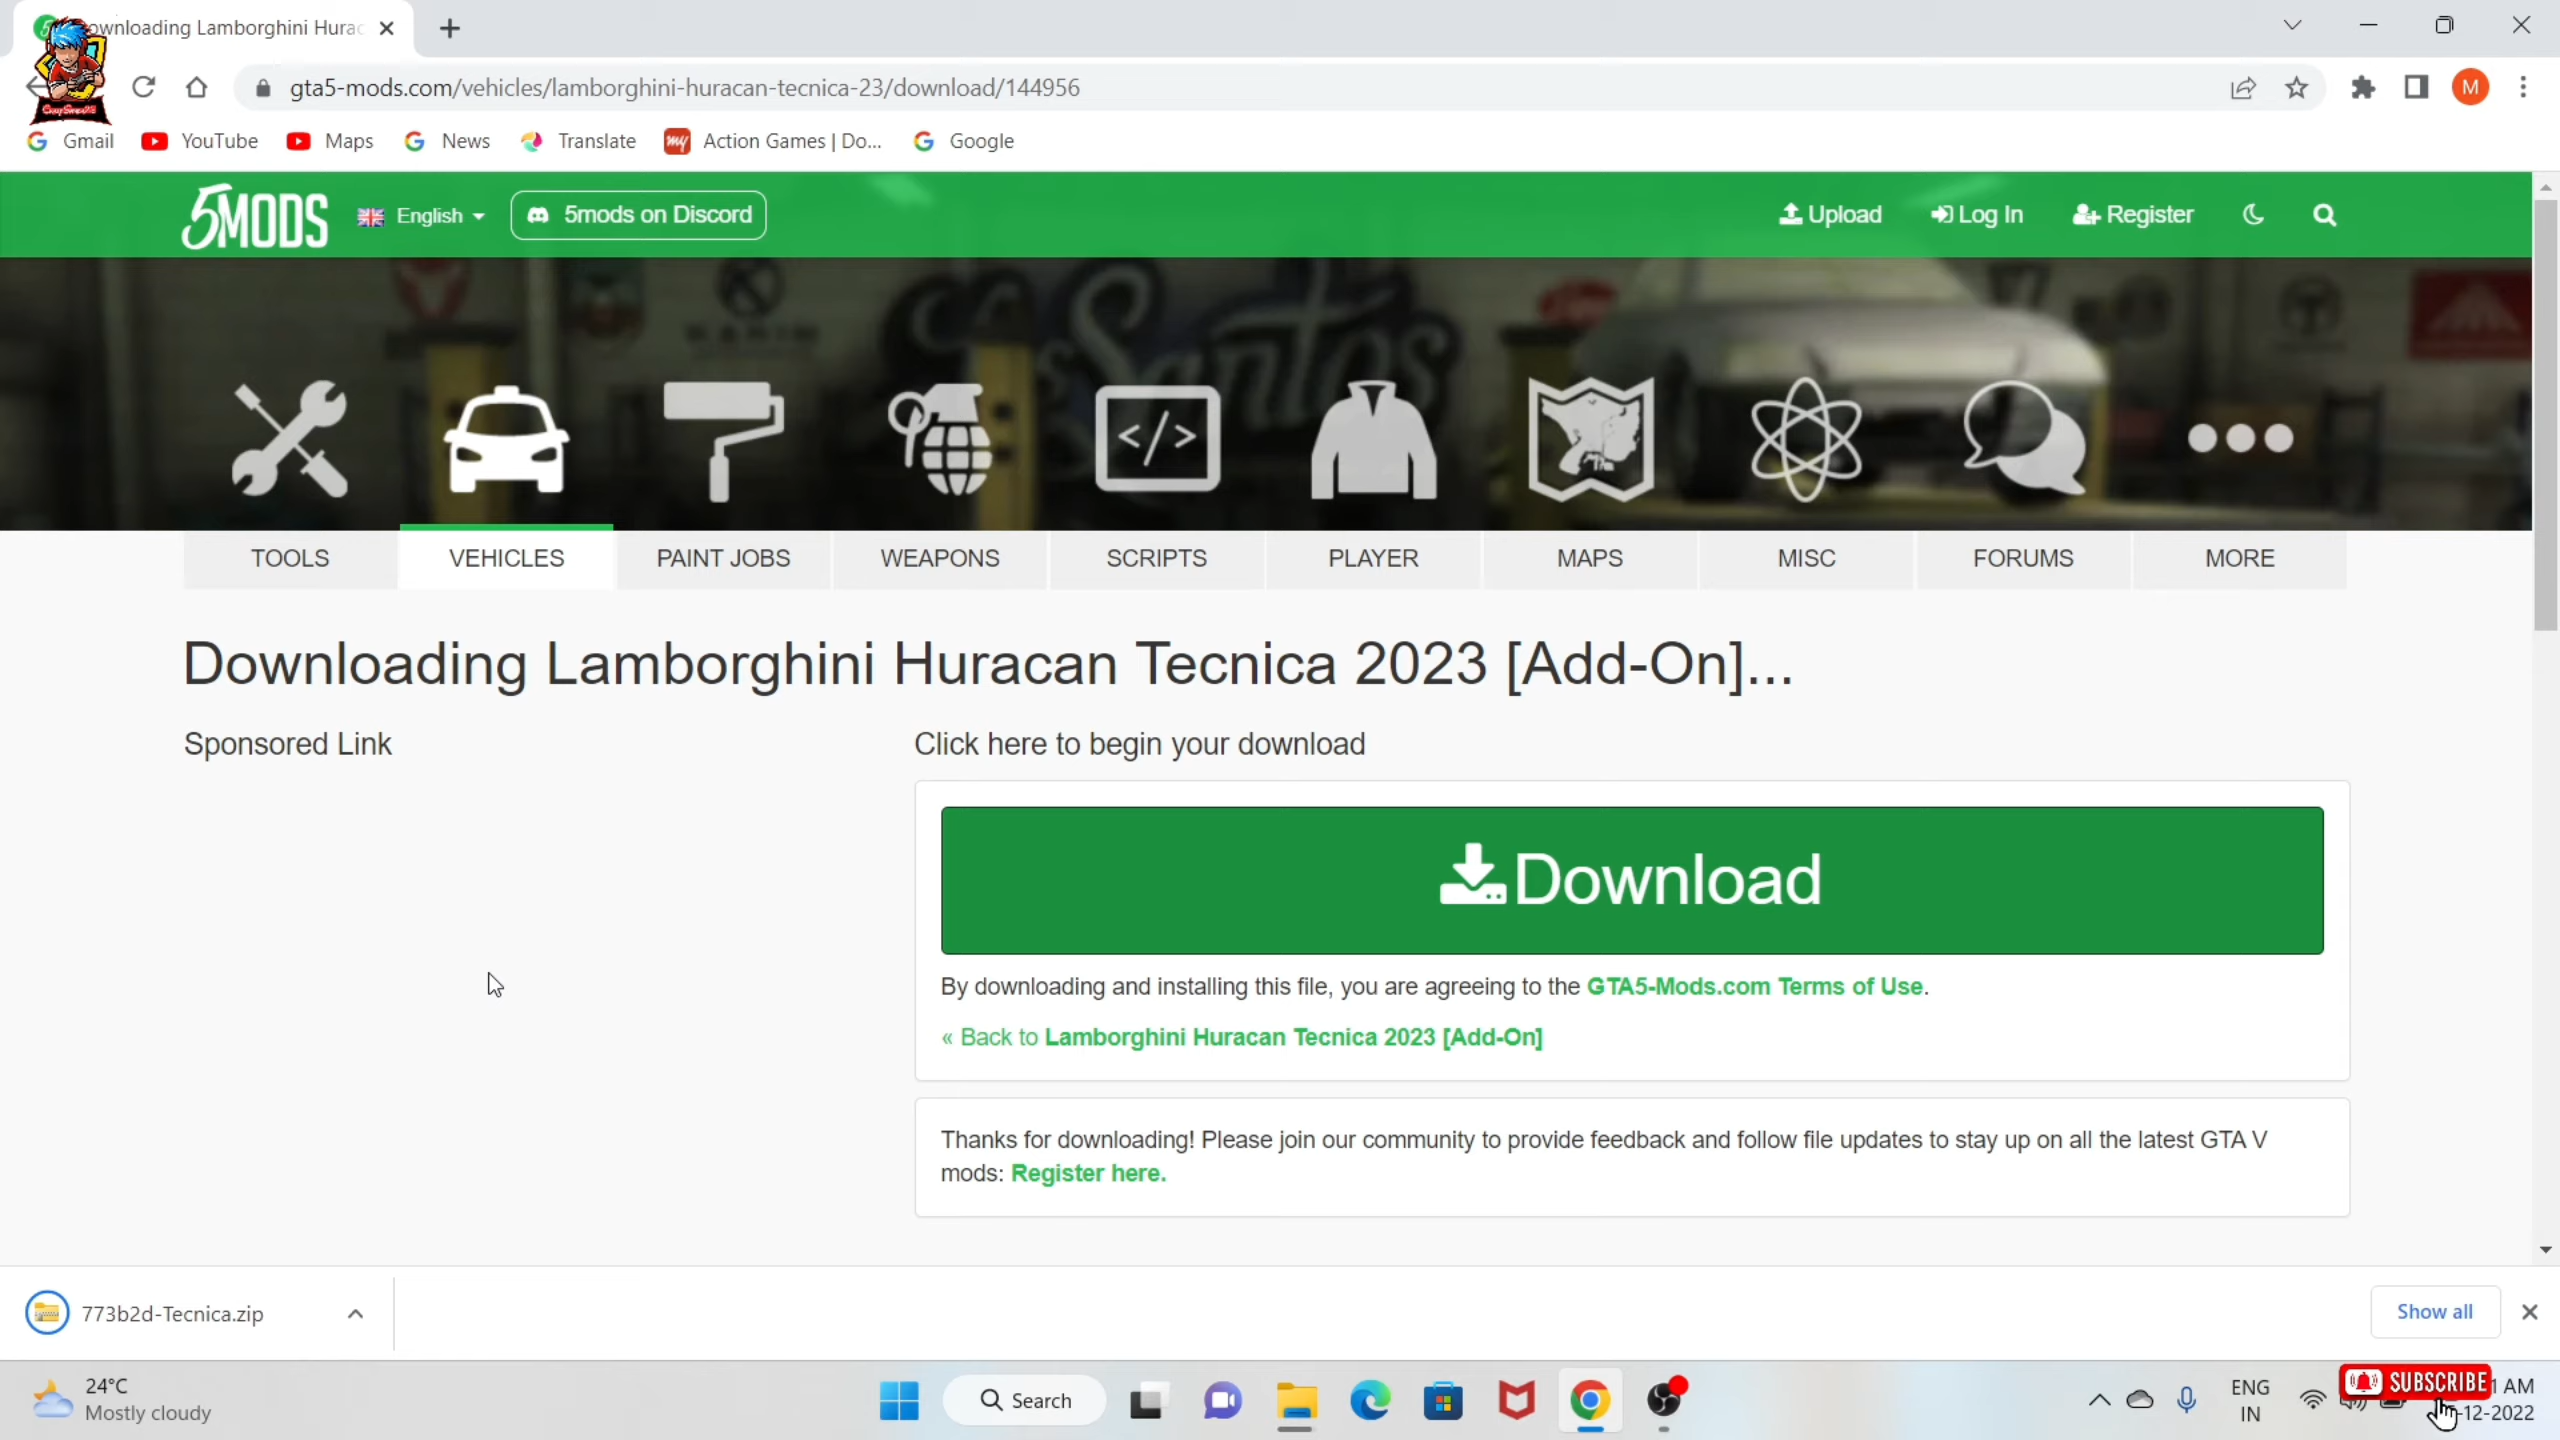 ownloading Lamborghini Hurac
gta5-mods.com/vehicles/lamborghini-huracan-tecnica-23/download/144956
M
Gmail YouTube Maps News Translate my Action Games | Do... Google
5MODS English 5mods on Discord Upload Log In Register
TOOLS VEHICLES PAINT JOBS WEAPONS SCRIPTS PLAYER MAPS MISC FORUMS MORE
Downloading Lamborghini Huracan Tecnica 2023 [Add-On]...
Sponsored Link
Click here to begin your download
Download
By downloading and installing this file, you are agreeing to the GTA5-Mods.com Terms of Use.
« Back to Lamborghini Huracan Tecnica 2023 [Add-On]
Thanks for downloading! Please join our community to provide feedback and follow file updates to stay up on all the latest GTA V
mods: Register here.
773b2d-Tecnica.zip
Show all
24°C
Mostly cloudy
Search
ENG
IN
SUBSCRIBE
1 AM
-12-2022